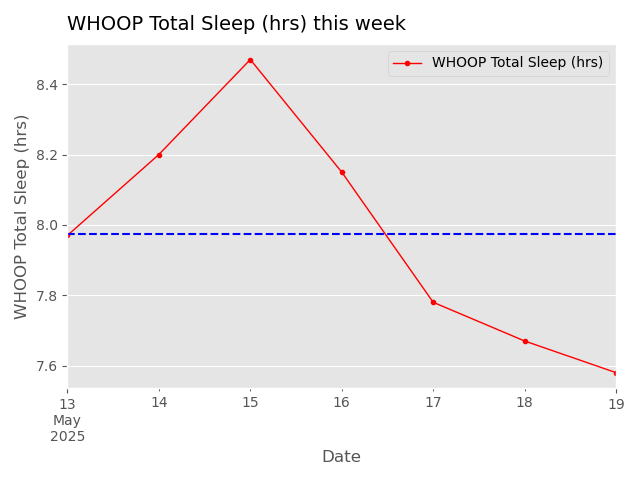 WHOOP Total Sleep (hrs) this week
WHOOP Total Sleep (hrs)
WHOOP Total Sleep (hrs)
8.4
8.2
8.0
7.8
7.6
13
May
2025
14
15
16
17
18
19
Date